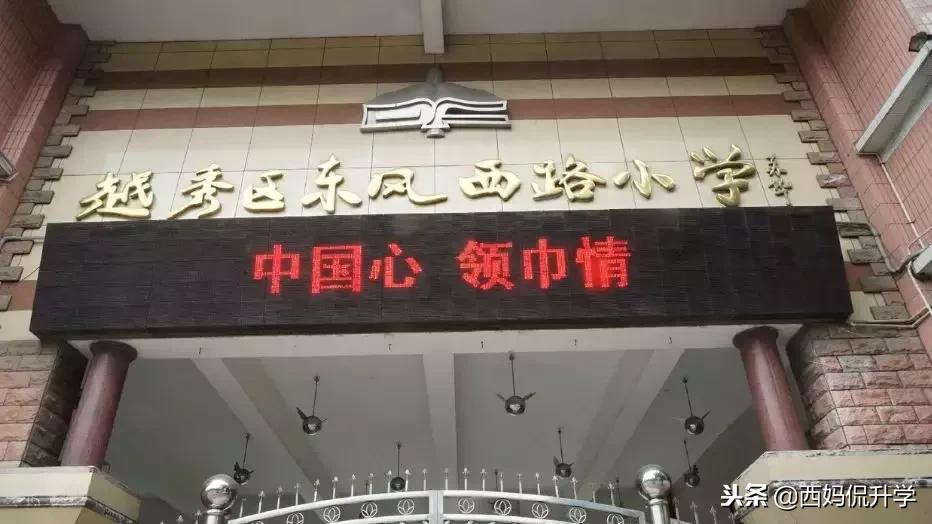 越秀区东风西路小学
中国心 领巾情
头条@西妈侃升学